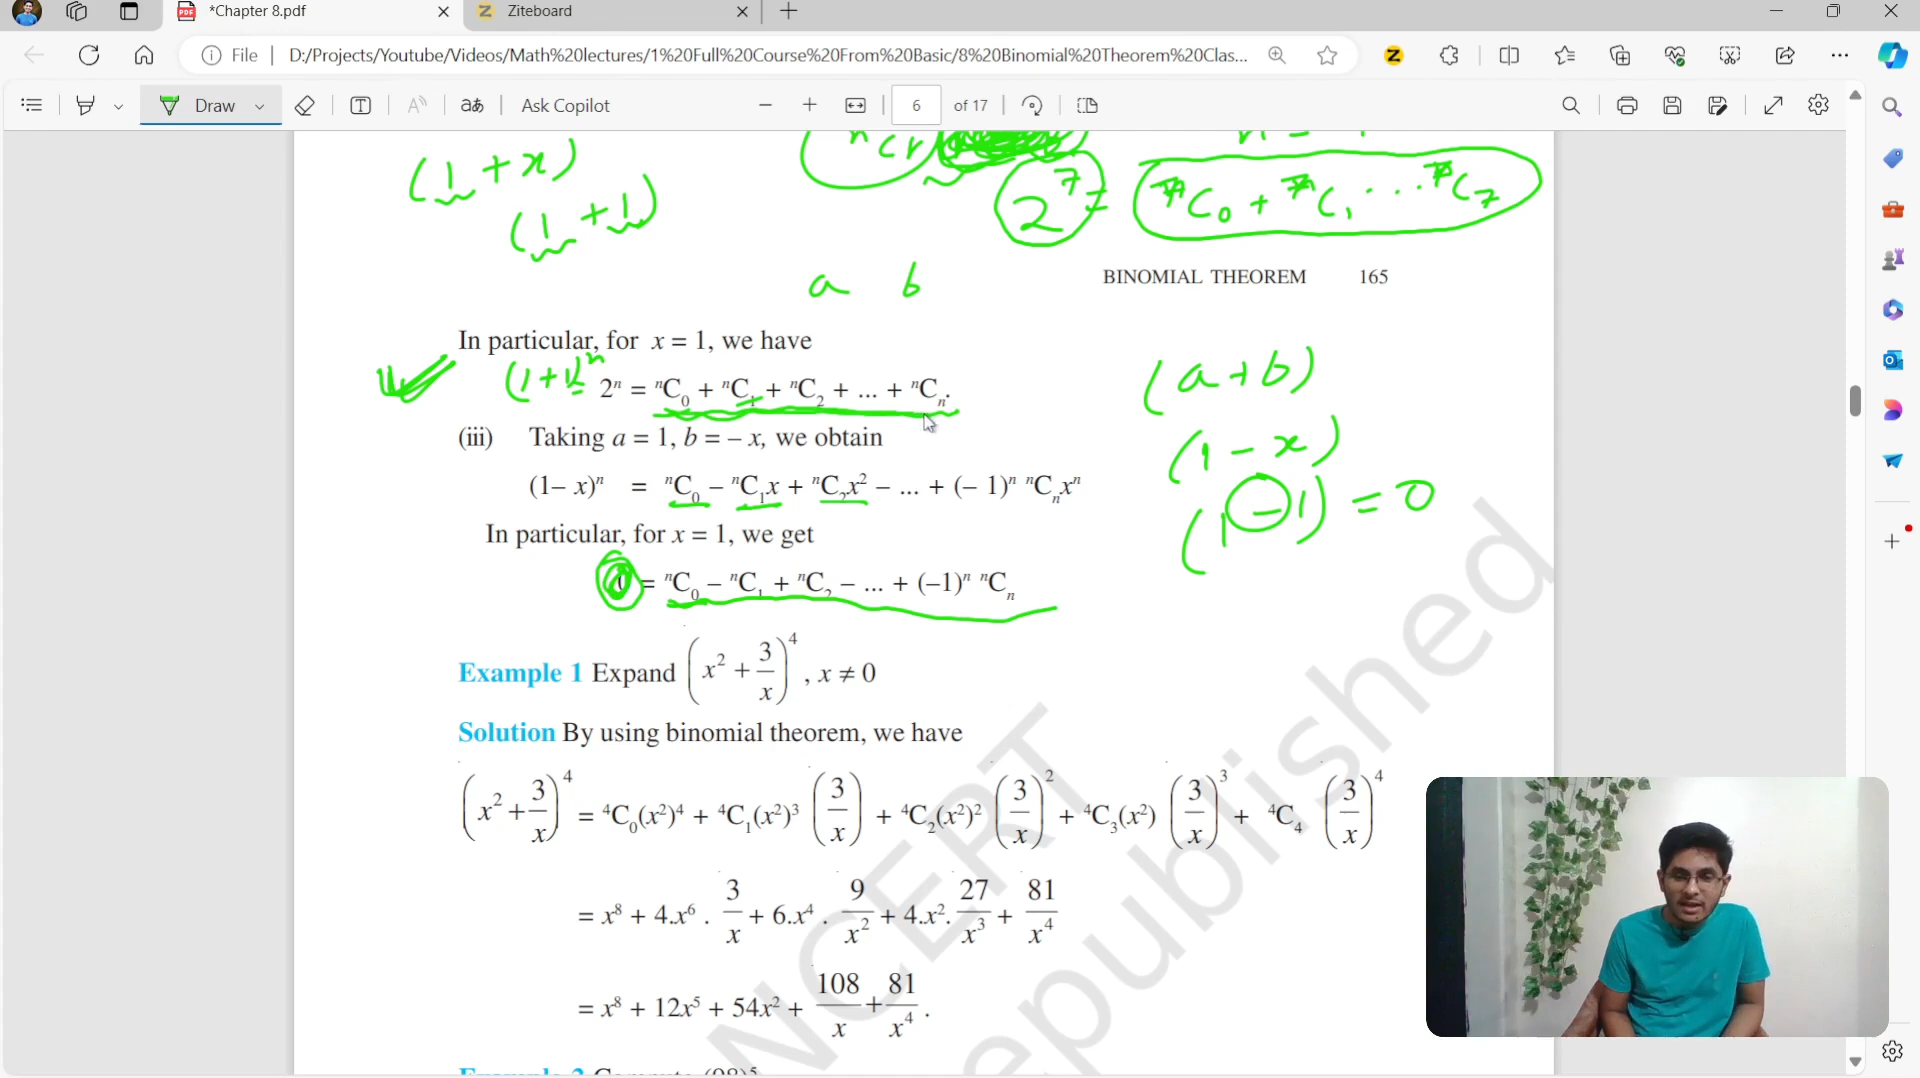 *Chapter 8.pdf
Ziteboard
File
D:/Projects/Youtube/Videos/Math%20lectures/1%20Full%20Course%20From%20Basic/8%20Binomial%20Theorem%20Clas...
Draw
aあ
Ask Copilot
6 of 17
(1 + x)
(1 + 1)
ⁿCr
2⁷ = ⁷C₀ + ⁷C₁ ... ⁷C₇
a b
BINOMIAL THEOREM 165
In particular, for x = 1, we have
(1+1)ⁿ 2ⁿ = ⁿC₀ + ⁿC₁ + ⁿC₂ + ... + ⁿCₙ.
(a + b)
(iii) Taking a = 1, b = – x, we obtain
(1 – x)
(1– x)ⁿ = ⁿC₀ – ⁿC₁x + ⁿC₂x² – ... + (– 1)ⁿ ⁿCₙxⁿ
(1 – 1) = 0
In particular, for x = 1, we get
0 = ⁿC₀ – ⁿC₁ + ⁿC₂ – ... + (–1)ⁿ ⁿCₙ
Example 1 Expand (x² + 3/x)⁴, x ≠ 0
Solution By using binomial theorem, we have
(x² + 3/x)⁴ = ⁴C₀(x²)⁴ + ⁴C₁(x²)³ (3/x) + ⁴C₂(x²)² (3/x)² + ⁴C₃(x²) (3/x)³ + ⁴C₄ (3/x)⁴
= x⁸ + 4.x⁶ . 3/x + 6.x⁴ . 9/x² + 4.x². 27/x³ + 81/x⁴
= x⁸ + 12x⁵ + 54x² + 108/x + 81/x⁴ .
NCERT
epublished